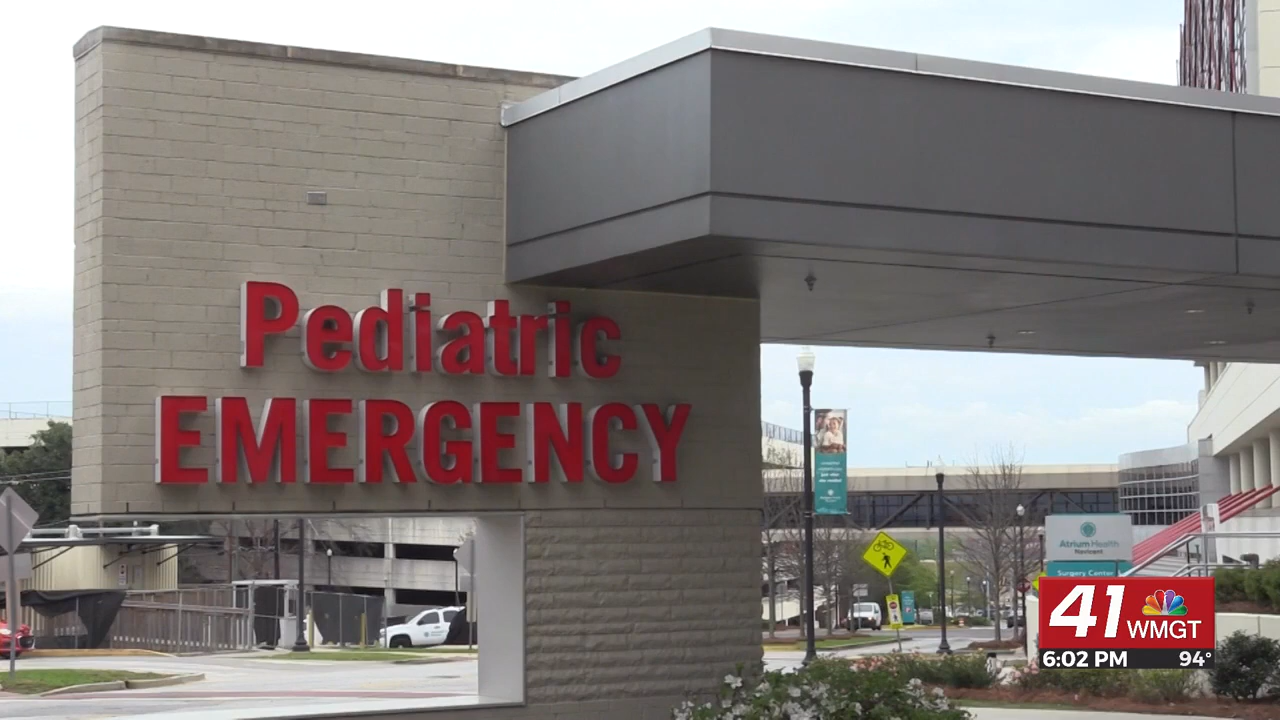 Pediatric
EMERGENCY
Atrium Health
Navicent
Surgery Center
41
WMGT
6:02 PM 94°